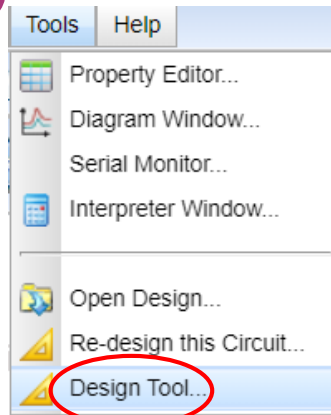 Tools Help
Property Editor...
Diagram Window...
Serial Monitor...
Interpreter Window...
Open Design...
Re-design this Circuit...
Design Tool...